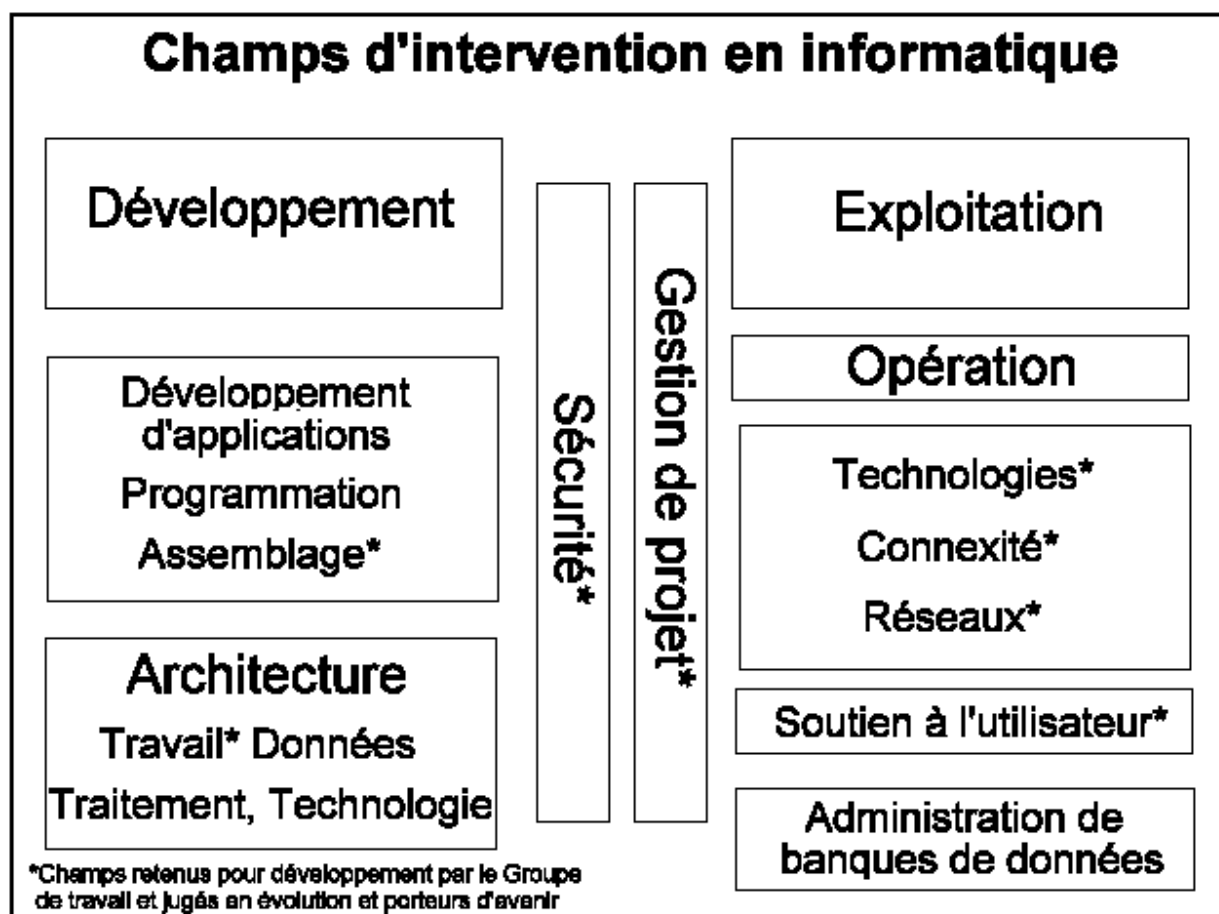 Champs d'intervention en informatique
Développement
Développement
d'applications
Programmation
Assemblage*
Architecture
Travail* Données
Traitement, Technologie
Sécurité*
Gestion de projet*
Exploitation
Opération
Technologies*
Connexité*
Réseaux*
Soutien à l'utilisateur*
Administration de
banques de données
*Champs retenus pour développement par le Groupe
de travail et jugés en évolution et porteurs d'avenir